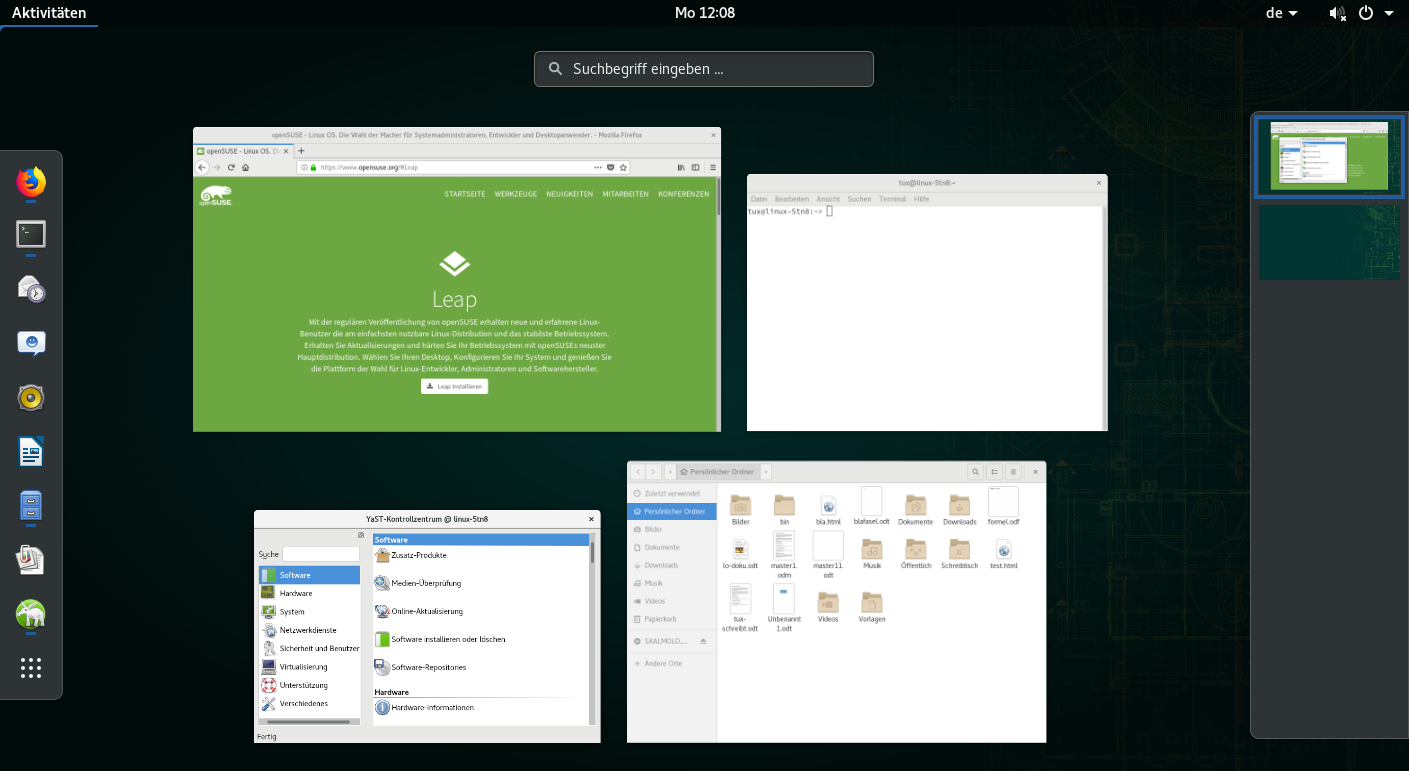 Aktivitäten
Mo 12:08
de
Suchbegriff eingeben ...
openSUSE - Linux OS. Die Wahl der Macher für Systemadministratoren, Entwickler und Desktopanwender. - Mozilla Firefox
openSUSE - Linux OS. Di
https://www.opensuse.org/#Leap
openSUSE.
STARTSEITE WERKZEUGE NEUIGKEITEN MITARBEITEN KONFERENZEN
Leap
Mit der regulären Veröffentlichung von openSUSE erhalten neue und erfahrene Linux-
Benutzer die am einfachsten nutzbare Linux-Distribution und das stabilste Betriebssystem.
Erhalten Sie Aktualisierungen und härten Sie Ihr Betriebssystem mit openSUSEs neuster
Hauptdistribution. Wählen Sie Ihren Desktop, Konfigurieren Sie Ihr System und genießen Sie
die Plattform der Wahl für Linux-Entwickler, Administratoren und Softwarehersteller.
Leap installieren
tux@linux-5tn8:~
Datei Bearbeiten Ansicht Suchen Terminal Hilfe
tux@linux-5tn8:~>
YaST-Kontrollzentrum @ linux-5tn8
Suche
Software
Hardware
System
Netzwerkdienste
Sicherheit und Benutzer
Virtualisierung
Unterstützung
Verschiedenes
Software
Zusatz-Produkte
Medien-Überprüfung
Online-Aktualisierung
Software installieren oder löschen
Software-Repositories
Hardware
Hardware-Informationen
Fertig
Persönlicher Ordner
Zuletzt verwendet
Persönlicher Ordner
Bilder
Dokumente
Downloads
Musik
Videos
Papierkorb
SKALMOLD...
Andere Orte
Bilder bin bla.html blafasel.odt Dokumente Downloads formel.odf
lo-doku.odt master1. master11. Musik Öffentlich Schreibtisch test.html
odm odt
tux- Unbenannt Videos Vorlagen
schreibt.odt 1.odt